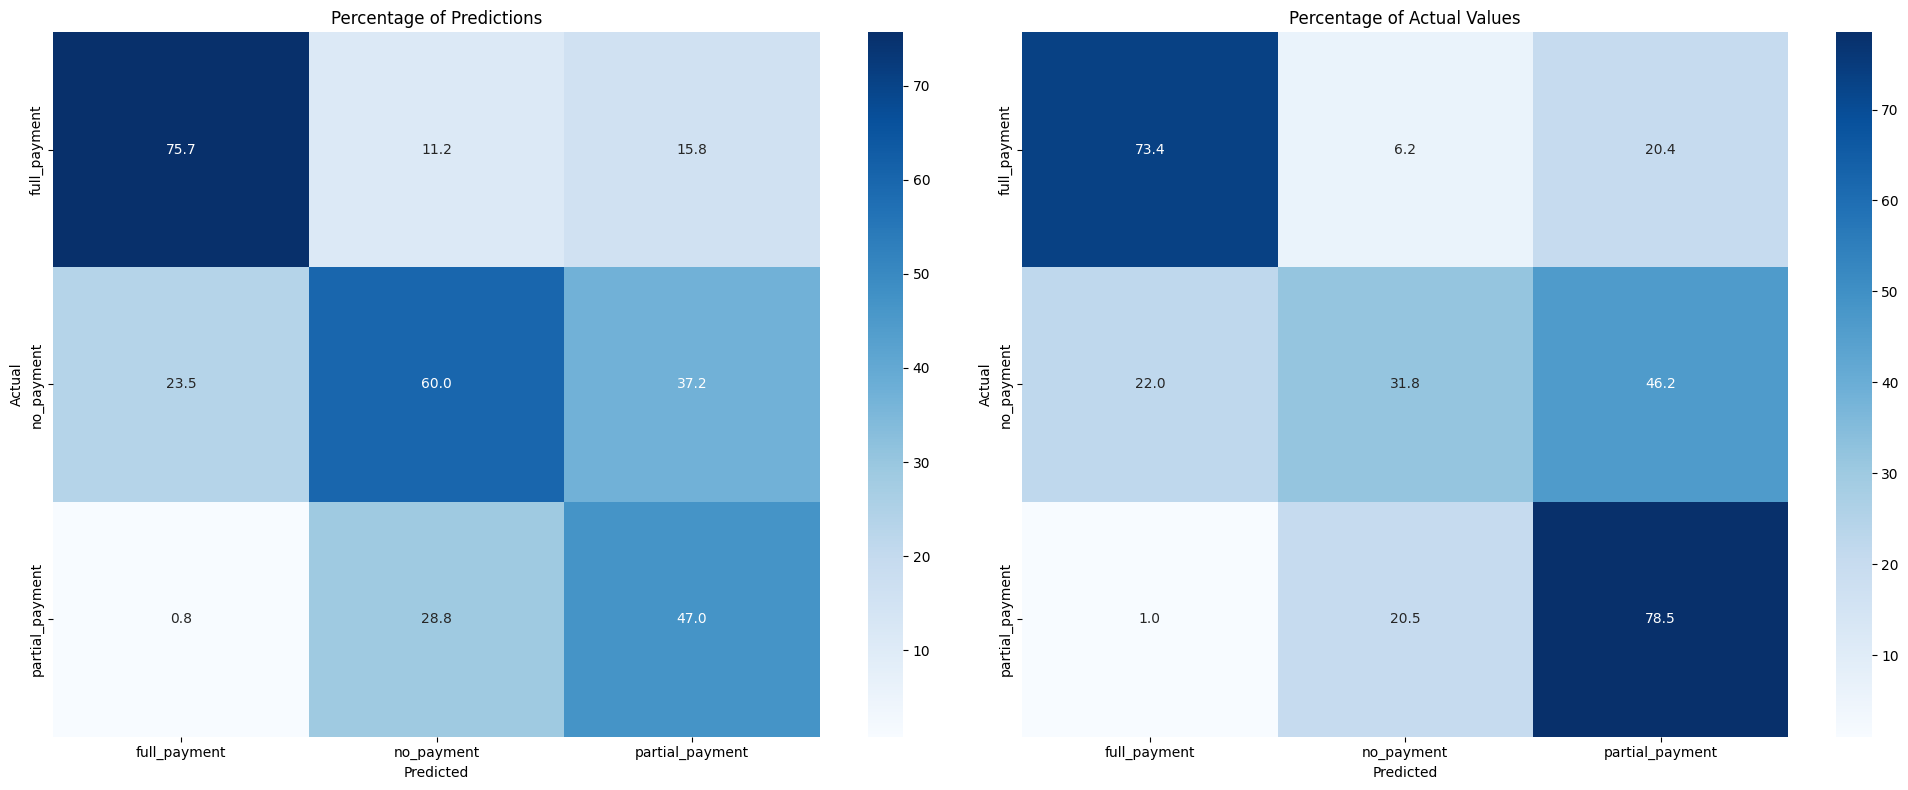 Percentage of Predictions
Actual
full_payment
no_payment
partial_payment
75.7 11.2 15.8
23.5 60.0 37.2
0.8 28.8 47.0
full_payment no_payment partial_payment
Predicted
70
60
50
40
30
20
10
Percentage of Actual Values
Actual
full_payment
no_payment
partial_payment
73.4 6.2 20.4
22.0 31.8 46.2
1.0 20.5 78.5
full_payment no_payment partial_payment
Predicted
70
60
50
40
30
20
10